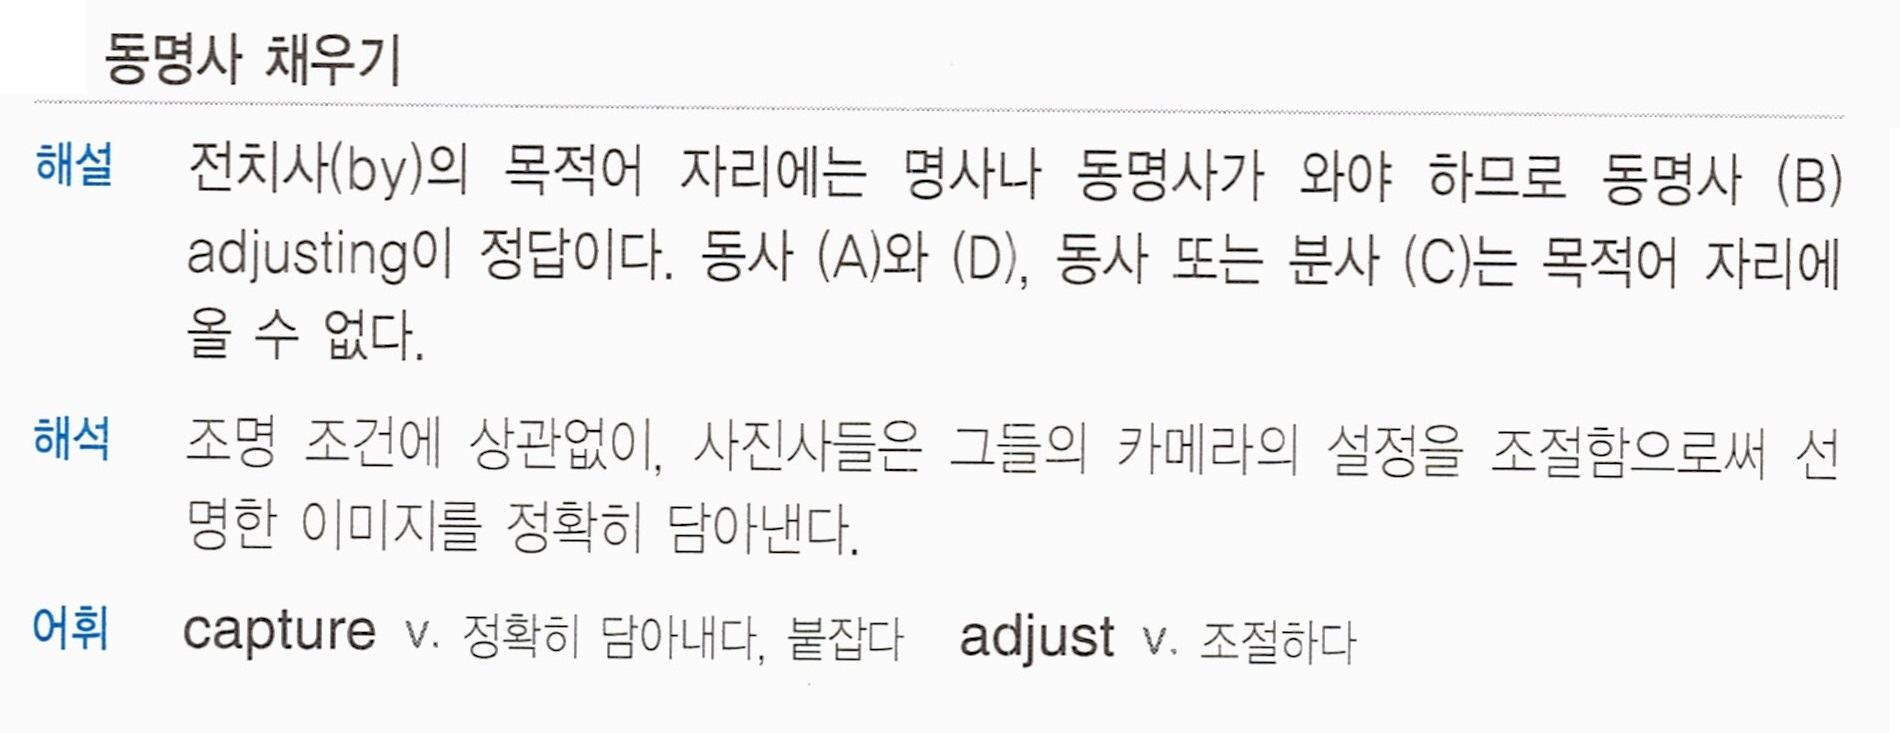 동명사 채우기
해설 전치사(by)의 목적어 자리에는 명사나 동명사가 와야 하므로 동명사 (B)
adjusting이 정답이다. 동사 (A)와 (D), 동사 또는 분사 (C)는 목적어 자리에
올 수 없다.
해석 조명 조건에 상관없이, 사진사들은 그들의 카메라의 설정을 조절함으로써 선
명한 이미지를 정확히 담아낸다.
어휘 capture v. 정확히 담아내다, 붙잡다 adjust v. 조절하다